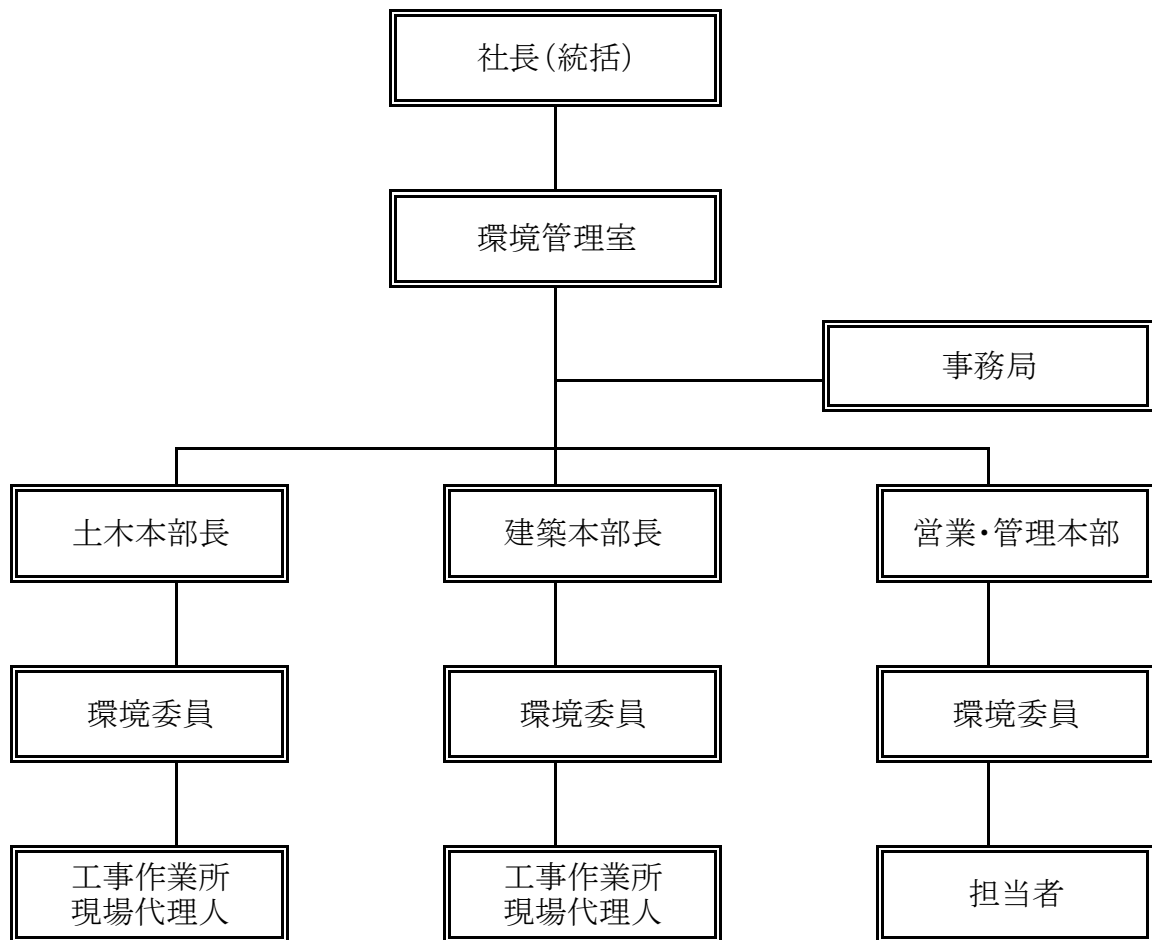 社長(統括)
環境管理室
事務局
土木本部長
建築本部長
営業・管理本部
環境委員
環境委員
環境委員
工事作業所
現場代理人
工事作業所
現場代理人
担当者